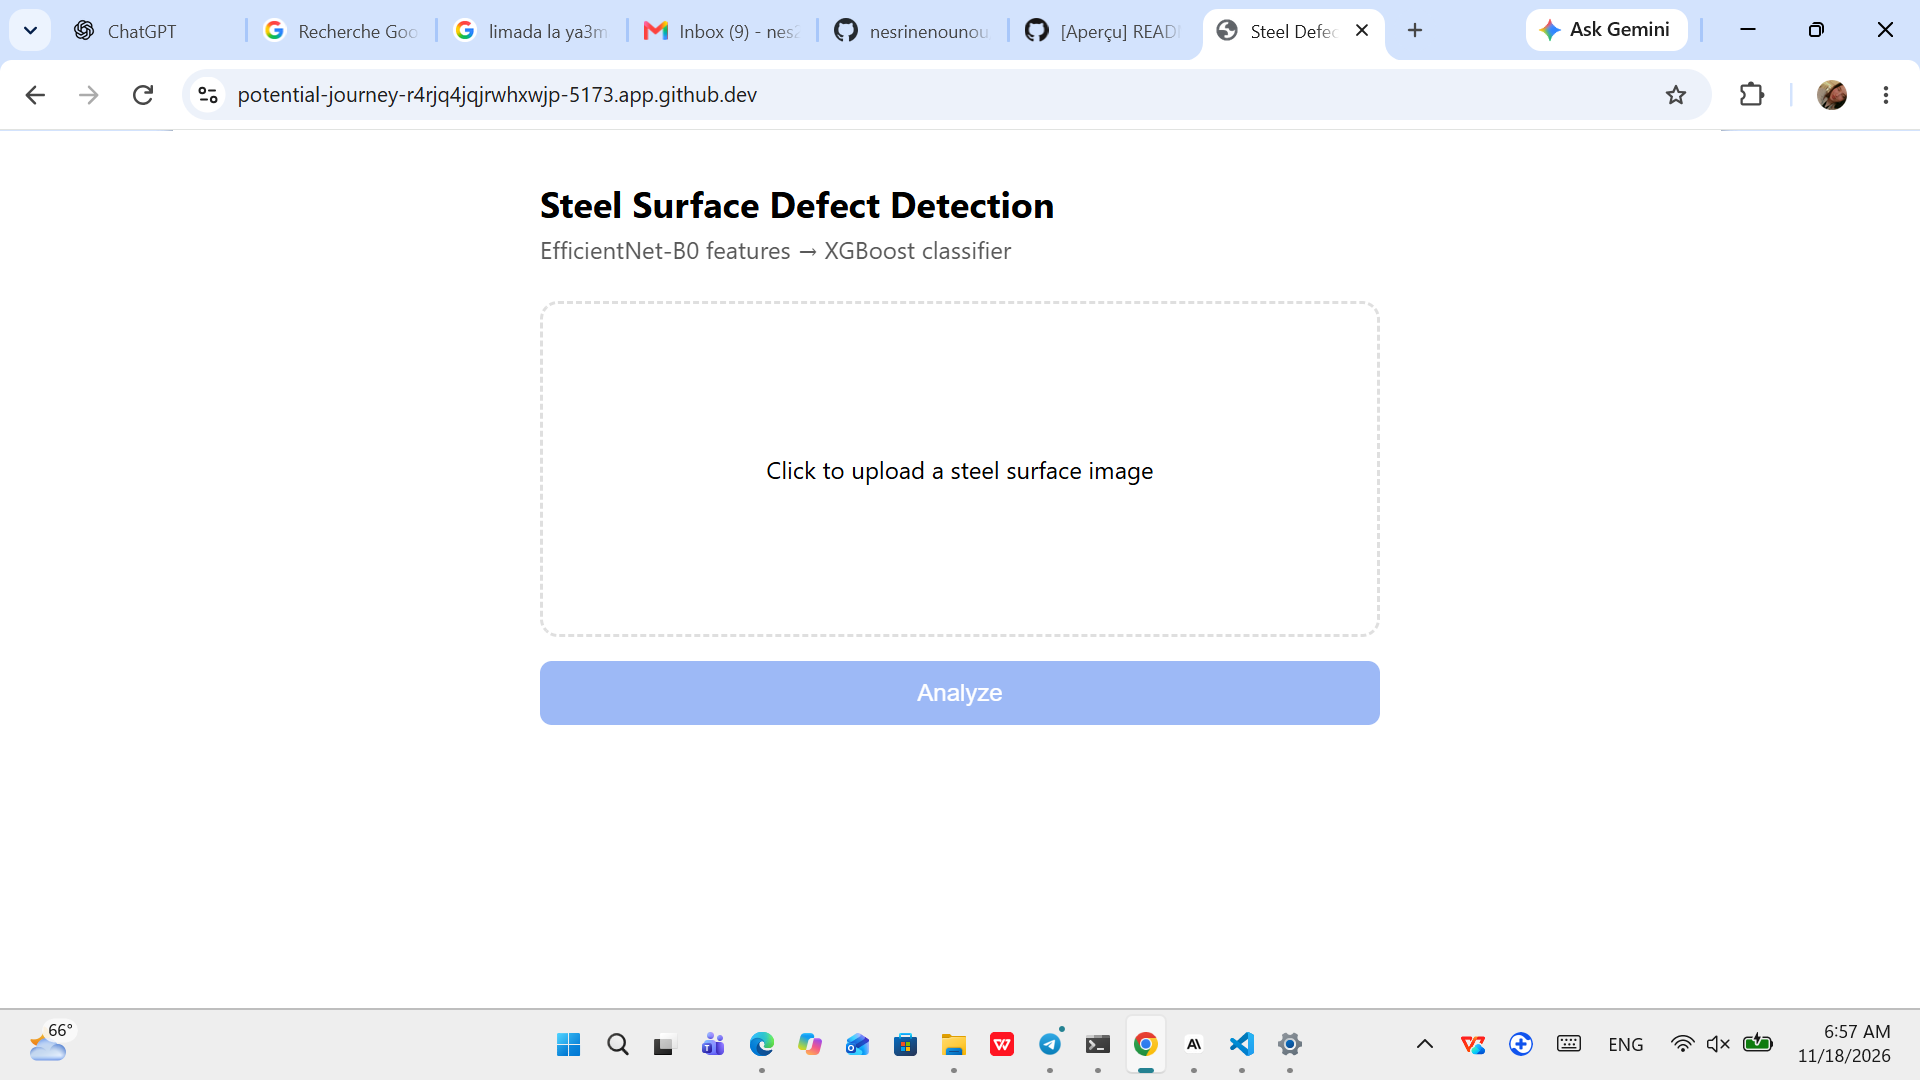 ChatGPT
Recherche Goo
limada la ya3m
Inbox (9) - nes2
nesrinenounou
[Aperçu] READ
Steel Defec
Ask Gemini
potential-journey-r4rjq4jqjrwhxwjp-5173.app.github.dev
Steel Surface Defect Detection
EfficientNet-B0 features → XGBoost classifier
Click to upload a steel surface image
Analyze
66°
ENG
6:57 AM
11/18/2026